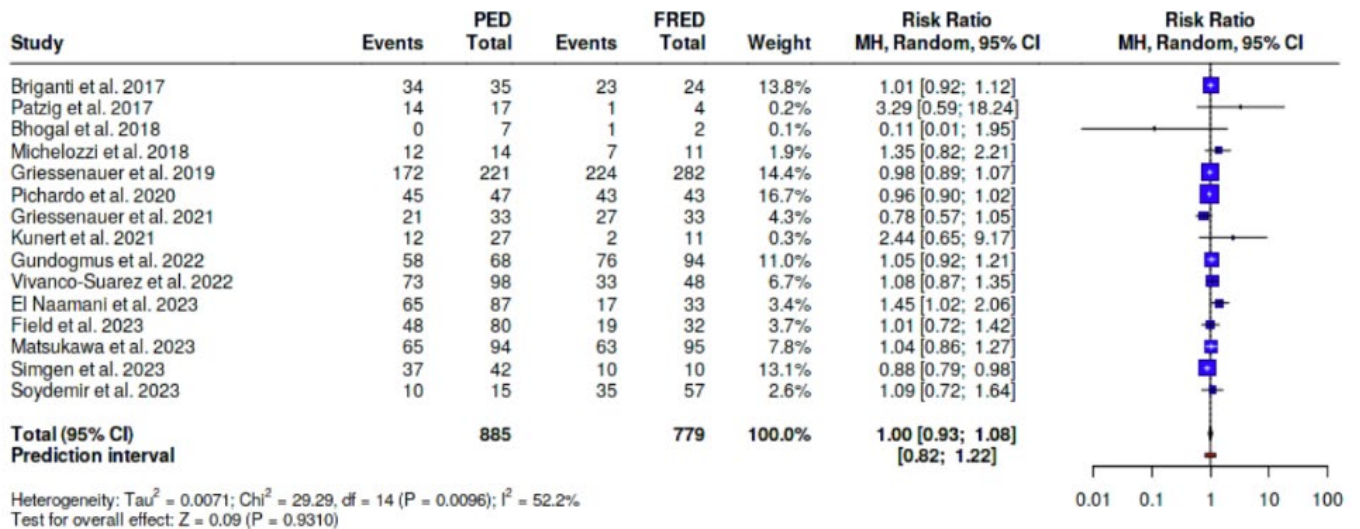 PED FRED Risk Ratio Risk Ratio
Study Events Total Events Total Weight MH, Random, 95% CI MH, Random, 95% CI
Briganti et al. 2017 34 35 23 24 13.8% 1.01 [0.92; 1.12]
Patzig et al. 2017 14 17 1 4 0.2% 3.29 [0.59; 18.24]
Bhogal et al. 2018 0 7 1 2 0.1% 0.11 [0.01; 1.95]
Michelozzi et al. 2018 12 14 7 11 1.9% 1.35 [0.82; 2.21]
Griessenauer et al. 2019 172 221 224 282 14.4% 0.98 [0.89; 1.07]
Pichardo et al. 2020 45 47 43 43 16.7% 0.96 [0.90; 1.02]
Griessenauer et al. 2021 21 33 27 33 4.3% 0.78 [0.57; 1.05]
Kunert et al. 2021 12 27 2 11 0.3% 2.44 [0.65; 9.17]
Gundogmus et al. 2022 58 68 76 94 11.0% 1.05 [0.92; 1.21]
Vivanco-Suarez et al. 2022 73 98 33 48 6.7% 1.08 [0.87; 1.35]
El Naamani et al. 2023 65 87 17 33 3.4% 1.45 [1.02; 2.06]
Field et al. 2023 48 80 19 32 3.7% 1.01 [0.72; 1.42]
Matsukawa et al. 2023 65 94 63 95 7.8% 1.04 [0.86; 1.27]
Simgen et al. 2023 37 42 10 10 13.1% 0.88 [0.79; 0.98]
Soydemir et al. 2023 10 15 35 57 2.6% 1.09 [0.72; 1.64]
Total (95% CI) 885 779 100.0% 1.00 [0.93; 1.08]
Prediction interval [0.82; 1.22]
0.01 0.1 1 10 100
Heterogeneity: Tau² = 0.0071; Chi² = 29.29, df = 14 (P = 0.0096); I² = 52.2%
Test for overall effect: Z = 0.09 (P = 0.9310)